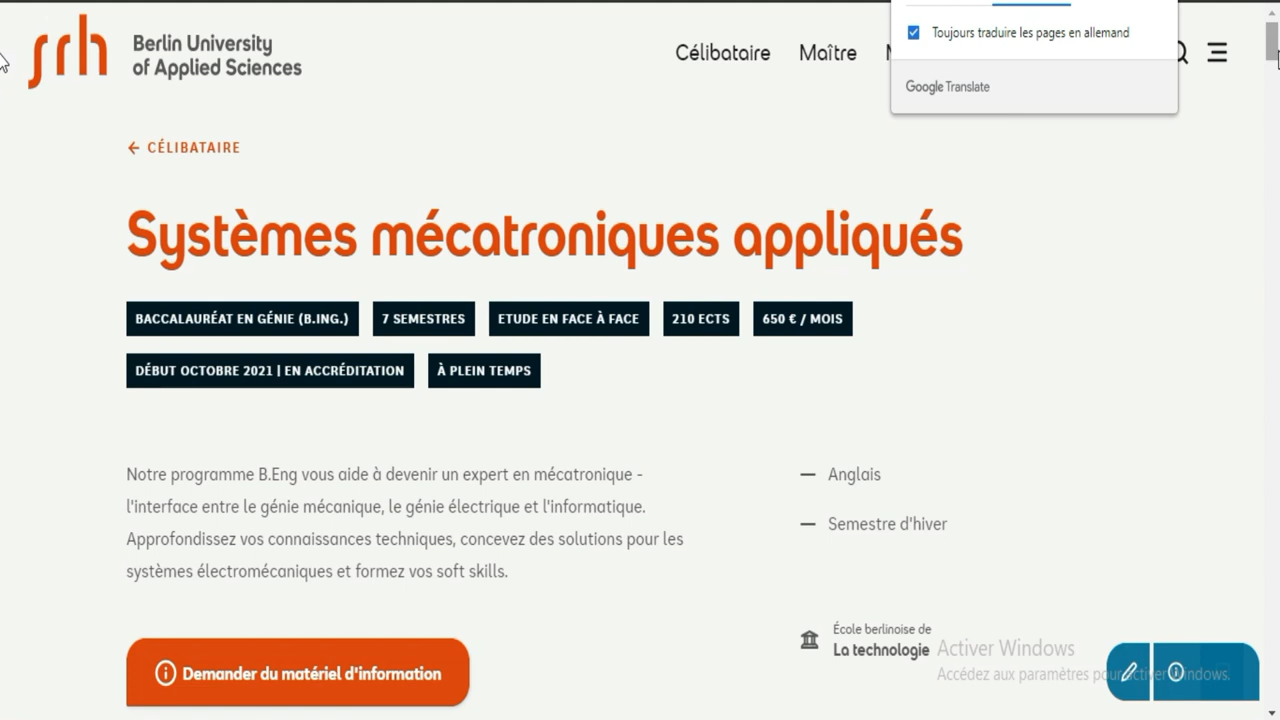 Toujours traduire les pages en allemand
Google Translate
srh Berlin University
of Applied Sciences
Célibataire Maître
← CÉLIBATAIRE
Systèmes mécatroniques appliqués
BACCALAURÉAT EN GÉNIE (B.ING.) 7 SEMESTRES ETUDE EN FACE À FACE 210 ECTS 650 € / MOIS
DÉBUT OCTOBRE 2021 | EN ACCRÉDITATION À PLEIN TEMPS
Notre programme B.Eng vous aide à devenir un expert en mécatronique -
l'interface entre le génie mécanique, le génie électrique et l'informatique.
Approfondissez vos connaissances techniques, concevez des solutions pour les
systèmes électromécaniques et formez vos soft skills.
— Anglais
— Semestre d'hiver
École berlinoise de
La technologie
Demander du matériel d'information
Activer Windows
Accédez aux paramètres pour activer Windows.